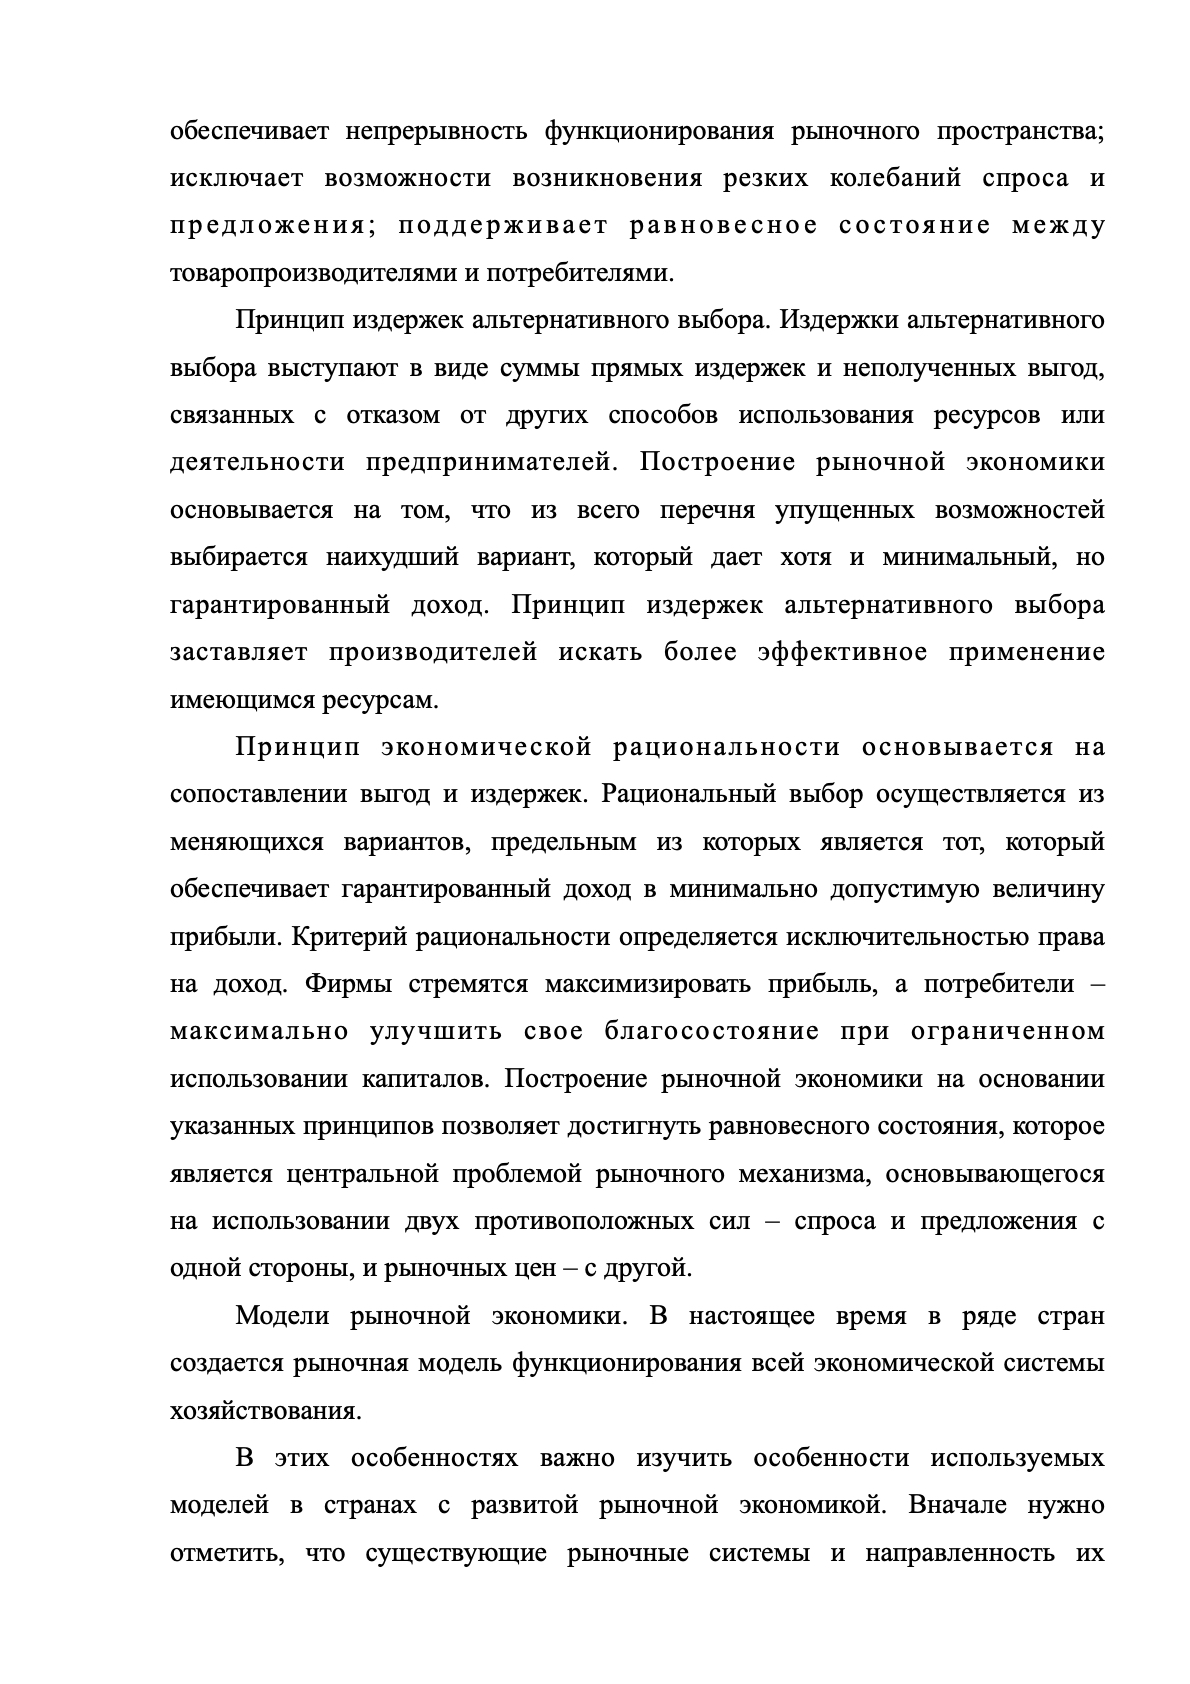 обеспечивает непрерывность функционирования рыночного пространства;
исключает возможности возникновения резких колебаний спроса и
предложения; поддерживает равновесное состояние между
товаропроизводителями и потребителями.
Принцип издержек альтернативного выбора. Издержки альтернативного
выбора выступают в виде суммы прямых издержек и неполученных выгод,
связанных с отказом от других способов использования ресурсов или
деятельности предпринимателей. Построение рыночной экономики
основывается на том, что из всего перечня упущенных возможностей
выбирается наихудший вариант, который дает хотя и минимальный, но
гарантированный доход. Принцип издержек альтернативного выбора
заставляет производителей искать более эффективное применение
имеющимся ресурсам.
Принцип экономической рациональности основывается на
сопоставлении выгод и издержек. Рациональный выбор осуществляется из
меняющихся вариантов, предельным из которых является тот, который
обеспечивает гарантированный доход в минимально допустимую величину
прибыли. Критерий рациональности определяется исключительностью права
на доход. Фирмы стремятся максимизировать прибыль, а потребители –
максимально улучшить свое благосостояние при ограниченном
использовании капиталов. Построение рыночной экономики на основании
указанных принципов позволяет достигнуть равновесного состояния, которое
является центральной проблемой рыночного механизма, основывающегося
на использовании двух противоположных сил – спроса и предложения с
одной стороны, и рыночных цен – с другой.
Модели рыночной экономики. В настоящее время в ряде стран
создается рыночная модель функционирования всей экономической системы
хозяйствования.
В этих особенностях важно изучить особенности используемых
моделей в странах с развитой рыночной экономикой. Вначале нужно
отметить, что существующие рыночные системы и направленность их